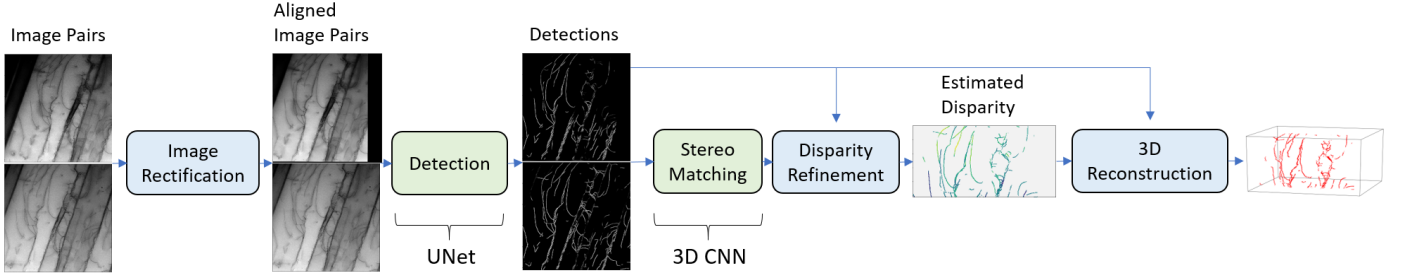 Image Pairs
Image
Rectification
Aligned
Image Pairs
Detection
UNet
Detections
Stereo
Matching
3D CNN
Disparity
Refinement
Estimated
Disparity
3D
Reconstruction